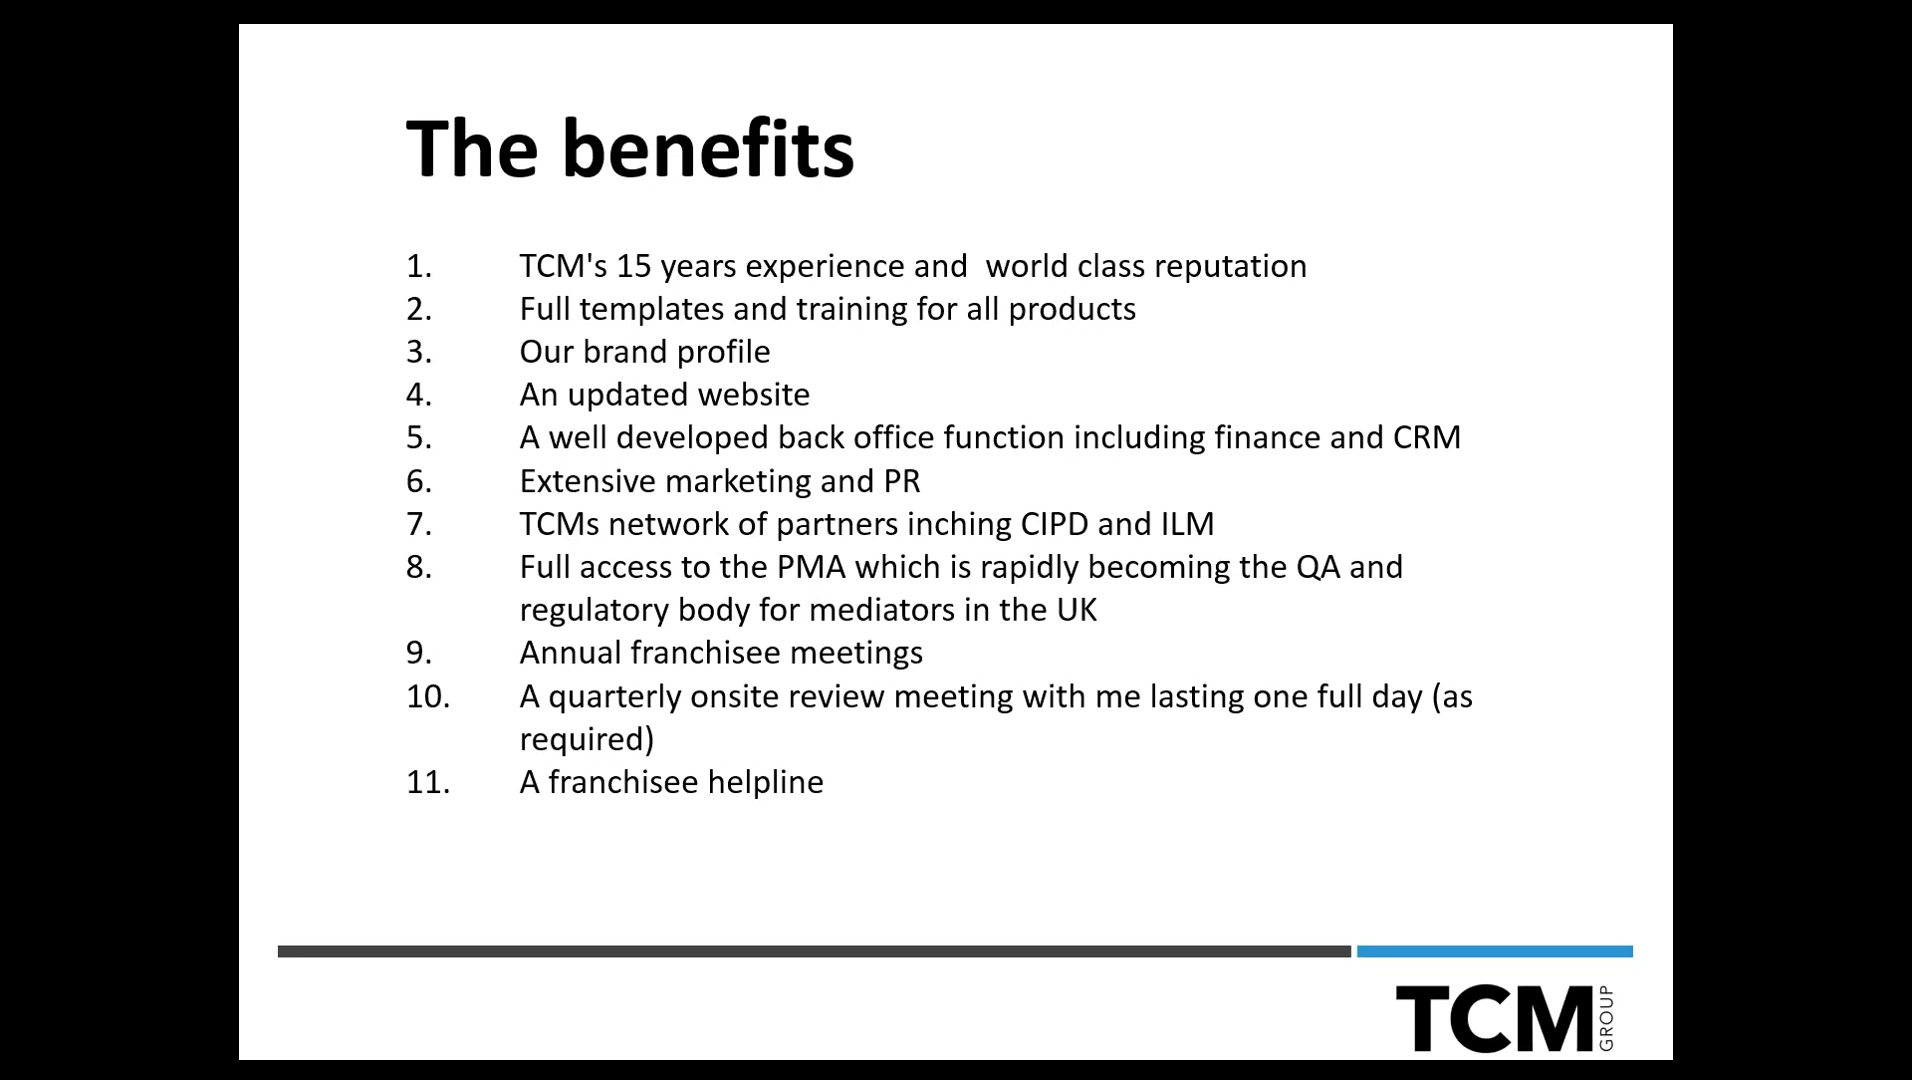 The benefits
1. TCM's 15 years experience and  world class reputation
2. Full templates and training for all products
3. Our brand profile
4. An updated website
5. A well developed back office function including finance and CRM
6. Extensive marketing and PR
7. TCMs network of partners inching CIPD and ILM
8. Full access to the PMA which is rapidly becoming the QA and
regulatory body for mediators in the UK
9. Annual franchisee meetings
10. A quarterly onsite review meeting with me lasting one full day (as
required)
11. A franchisee helpline
TCM GROUP